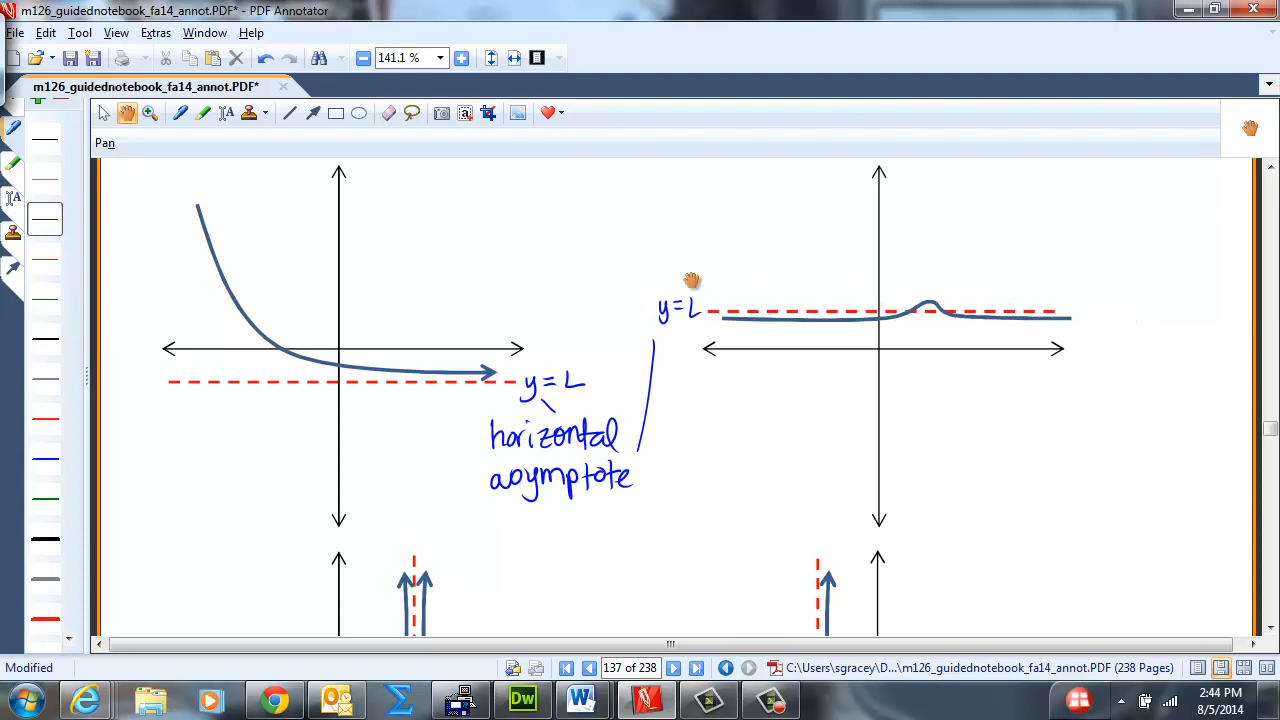 m126_guidednotebook_fa14_annot.PDF* - PDF Annotator
File Edit Tool View Extras Window Help
141.1 %
m126_guidednotebook_fa14_annot.PDF*
Pan
y = L
y = L
horizontal
asymptote
Modified
137 of 238
C:\Users\sgracey\D...\m126_guidednotebook_fa14_annot.PDF (238 Pages)
Dw
2:44 PM
8/5/2014